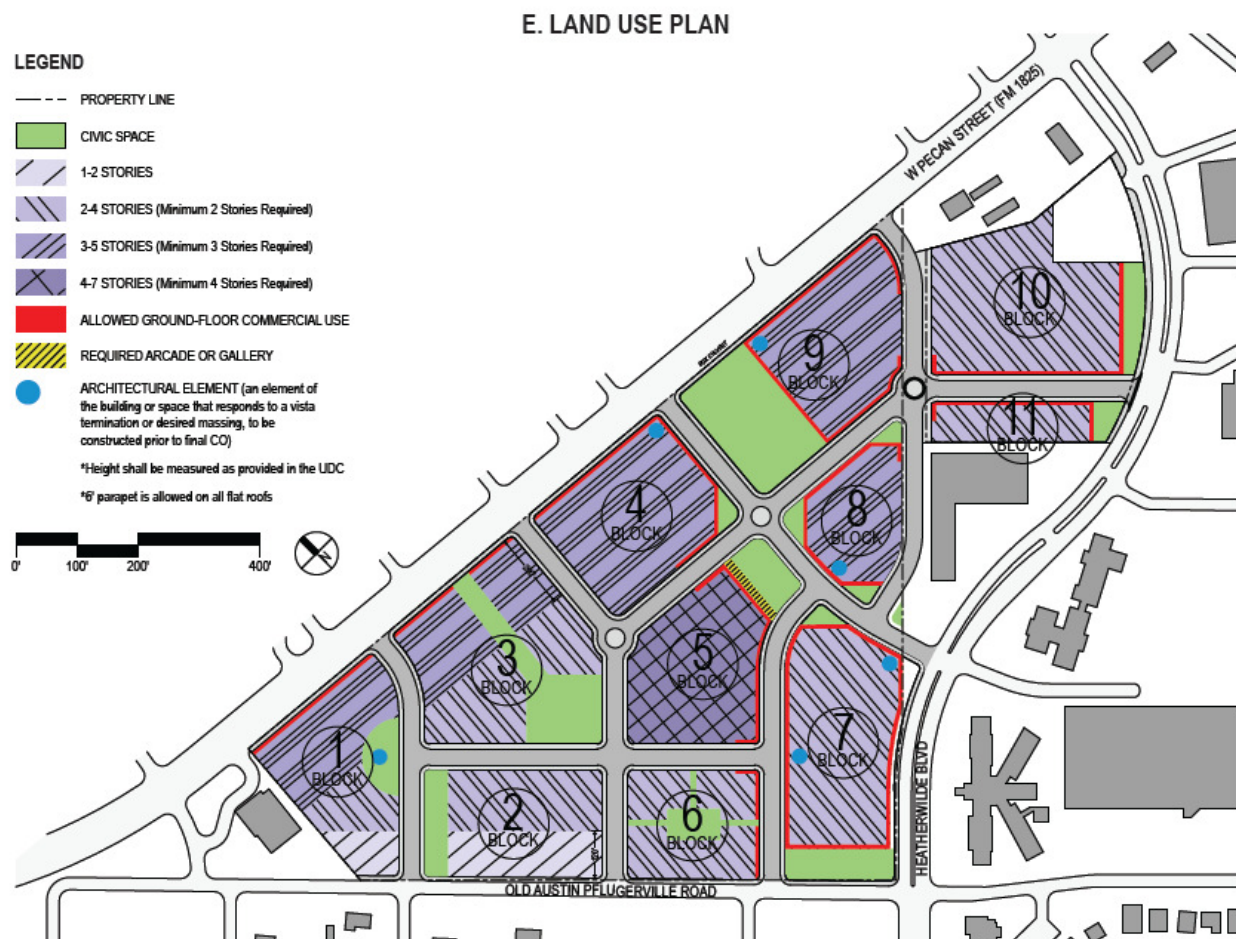 E. LAND USE PLAN
LEGEND
PROPERTY LINE
CIVIC SPACE
1-2 STORIES
2-4 STORIES (Minimum 2 Stories Required)
3-5 STORIES (Minimum 3 Stories Required)
4-7 STORIES (Minimum 4 Stories Required)
ALLOWED GROUND-FLOOR COMMERCIAL USE
REQUIRED ARCADE OR GALLERY
ARCHITECTURAL ELEMENT (an element of
the building or space that responds to a vista
termination or desired massing, to be
constructed prior to final CO)
*Height shall be measured as provided in the UDC
*6' parapet is allowed on all flat roofs
0'
100'
200'
400'
N
W PECAN STREET (FM 1825)
10
BLOCK
9
BLOCK
11
BLOCK
4
BLOCK
8
BLOCK
3
BLOCK
5
BLOCK
1
BLOCK
7
BLOCK
2
BLOCK
6
BLOCK
HEATHERWILDE BLVD
OLD AUSTIN PFLUGERVILLE ROAD